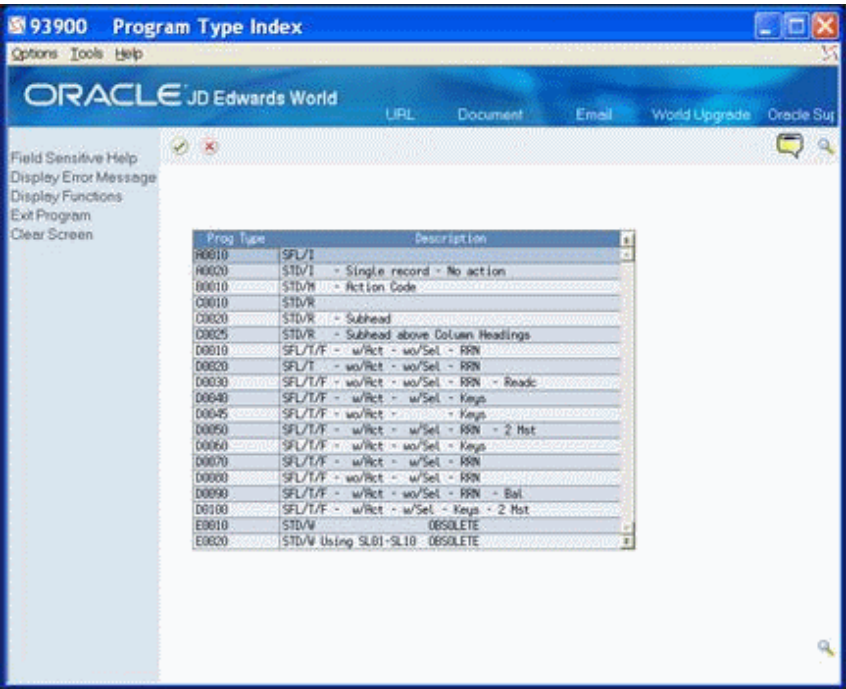 93900 Program Type Index
Options Tools Help
ORACLE JD Edwards World
URL Document Email World Upgrade Oracle Sup
Field Sensitive Help
Display Error Message
Display Functions
Exit Program
Clear Screen
Prog Type Description
A0010 SFL/I
A0020 STD/I - Single record - No action
B0010 STD/M - Action Code
C0010 STD/R
C0020 STD/R - Subhead
C0025 STD/R - Subhead above Column Headings
D0010 SFL/T/F - w/Act - wo/Sel - RRN
D0020 SFL/T - wo/Act - wo/Sel - RRN
D0030 SFL/T/F - wo/Act - wo/Sel - RRN - Readc
D0040 SFL/T/F - w/Act - w/Sel - Keys
D0045 SFL/T/F - wo/Act - - Keys
D0050 SFL/T/F - w/Act - w/Sel - RRN - 2 Mst
D0060 SFL/T/F - w/Act - wo/Sel - Keys
D0070 SFL/T/F - w/Act - w/Sel - RRN
D0080 SFL/T/F - wo/Act - wo/Sel - RRN
D0090 SFL/T/F - w/Act - wo/Sel - RRN - Bal
D0100 SFL/T/F - w/Act - w/Sel - Keys - 2 Mst
E0010 STD/W OBSOLETE
E0020 STD/W Using SL01-SL10 OBSOLETE